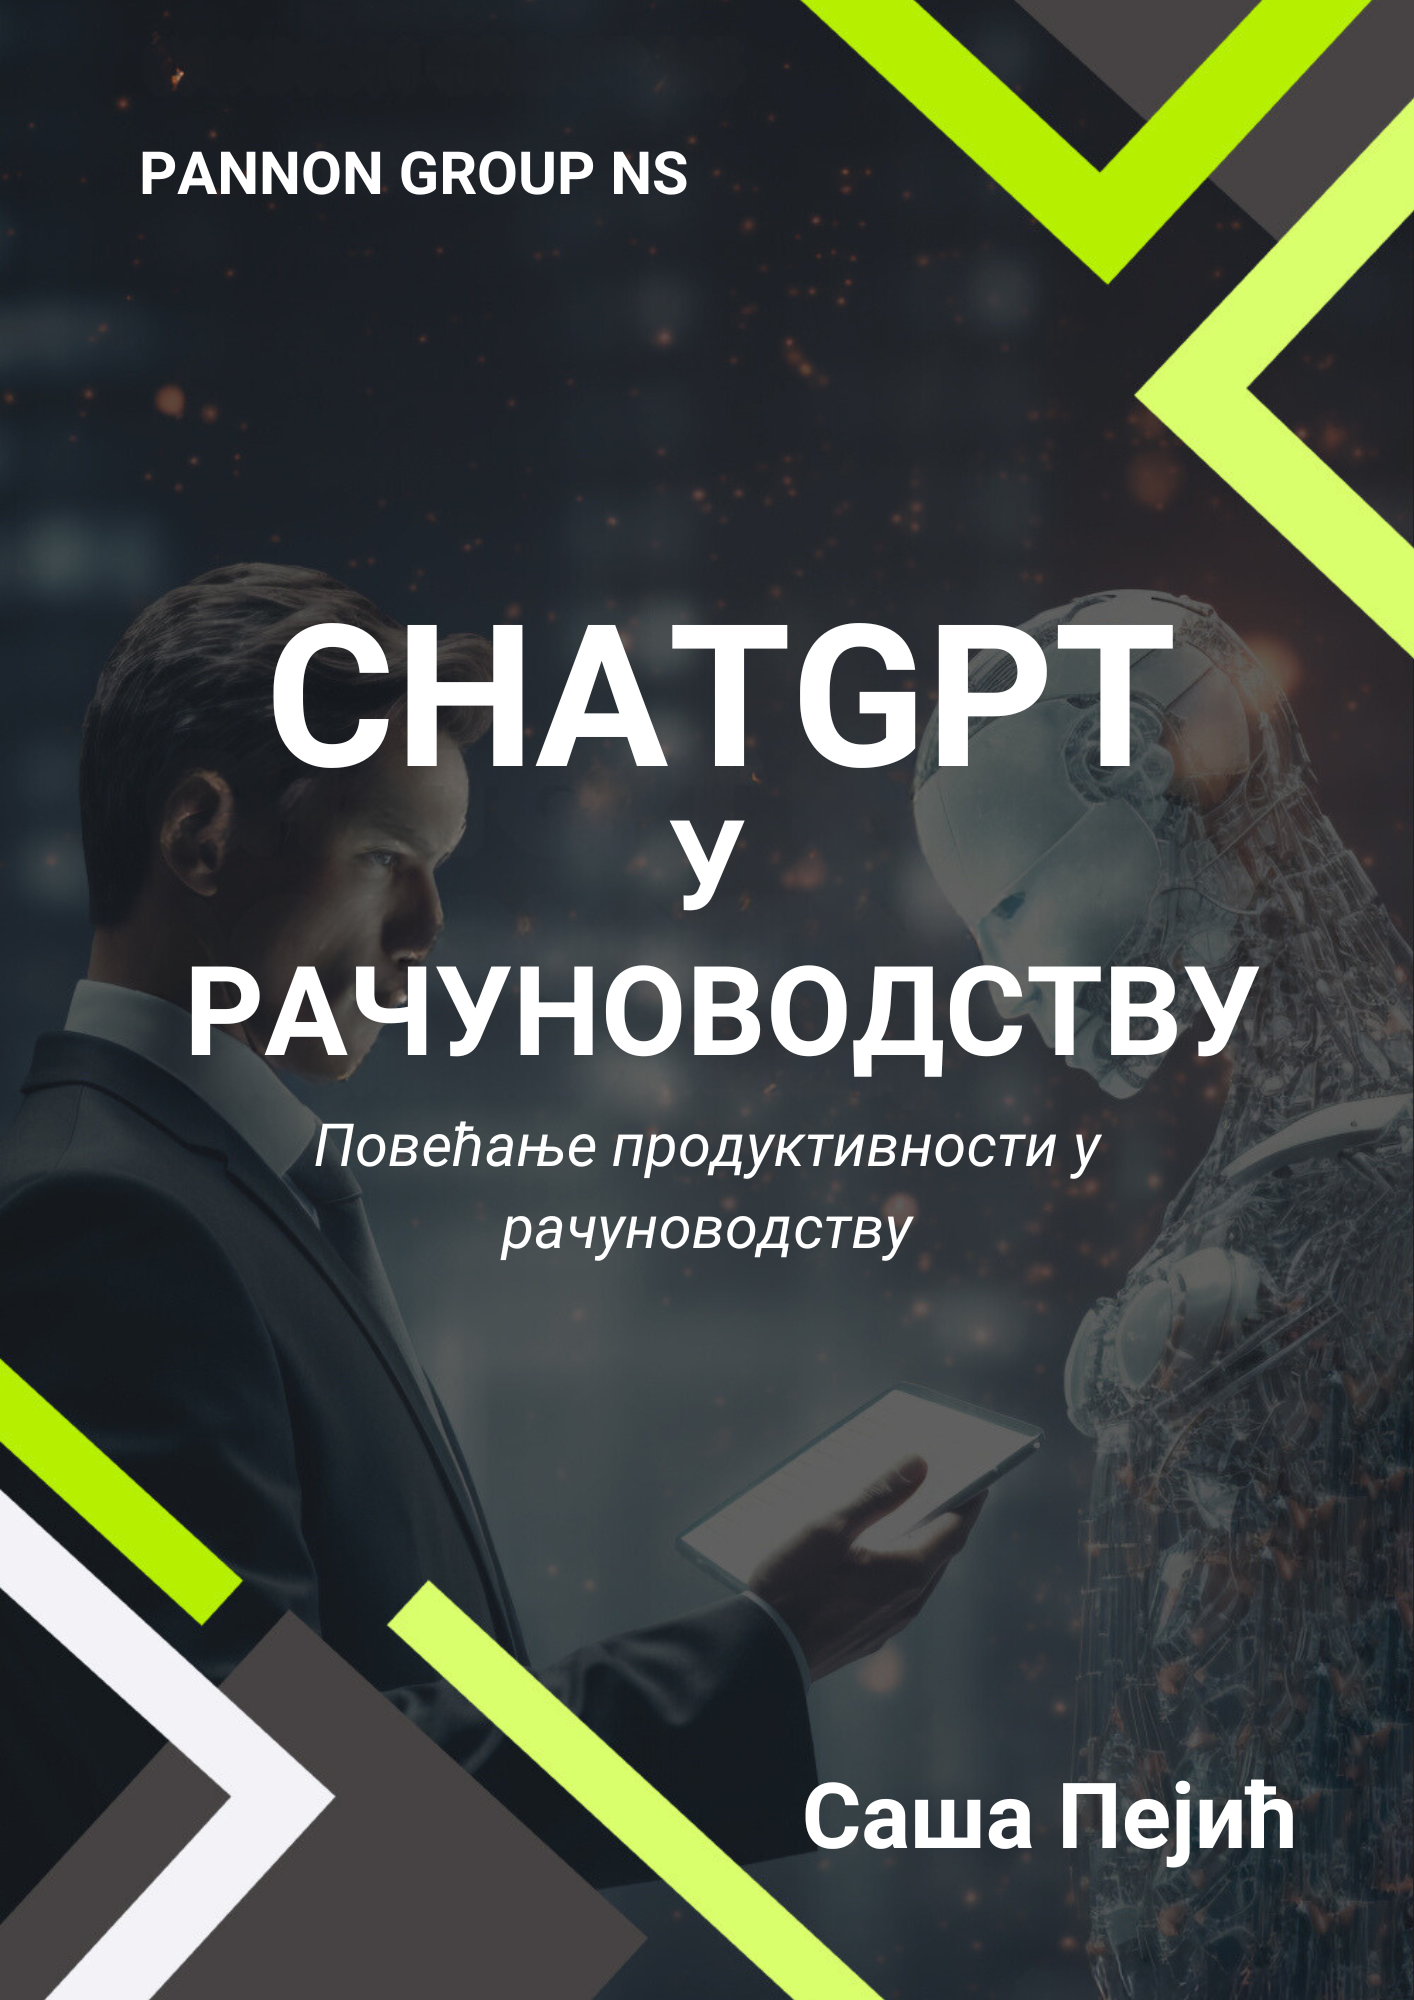 PANNON GROUP NS
CHATGPT
У
РАЧУНОВОДСТВУ
Повећање продуктивности у
рачуноводству
Саша Пејић